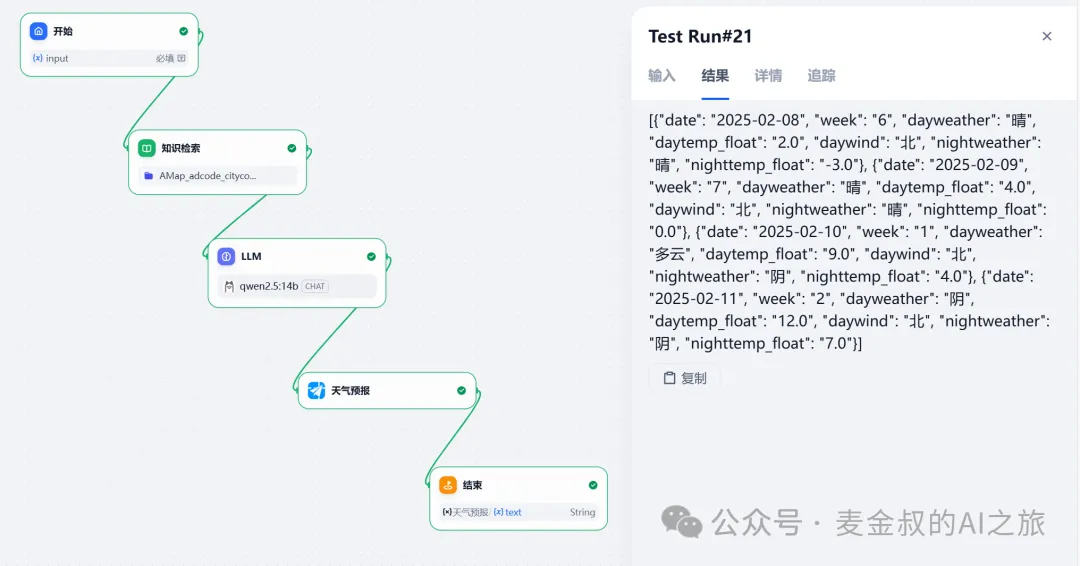 开始
input
必填
知识检索
AMap_adcode_cityco...
LLM
qwen2.5:14b CHAT
天气预报
结束
(x)天气预报/(x) text String
Test Run#21
输入 结果 详情 追踪
[{"date": "2025-02-08", "week": "6", "dayweather": "晴",
"daytemp_float": "2.0", "daywind": "北", "nightweather":
"晴", "nighttemp_float": "-3.0"}, {"date": "2025-02-09",
"week": "7", "dayweather": "晴", "daytemp_float": "4.0",
"daywind": "北", "nightweather": "晴", "nighttemp_float":
"0.0"}, {"date": "2025-02-10", "week": "1", "dayweather":
"多云", "daytemp_float": "9.0", "daywind": "北",
"nightweather": "阴", "nighttemp_float": "4.0"}, {"date":
"2025-02-11", "week": "2", "dayweather": "阴",
"daytemp_float": "12.0", "daywind": "北", "nightweather":
"阴", "nighttemp_float": "7.0"}]
复制
公众号 · 麦金叔的AI之旅